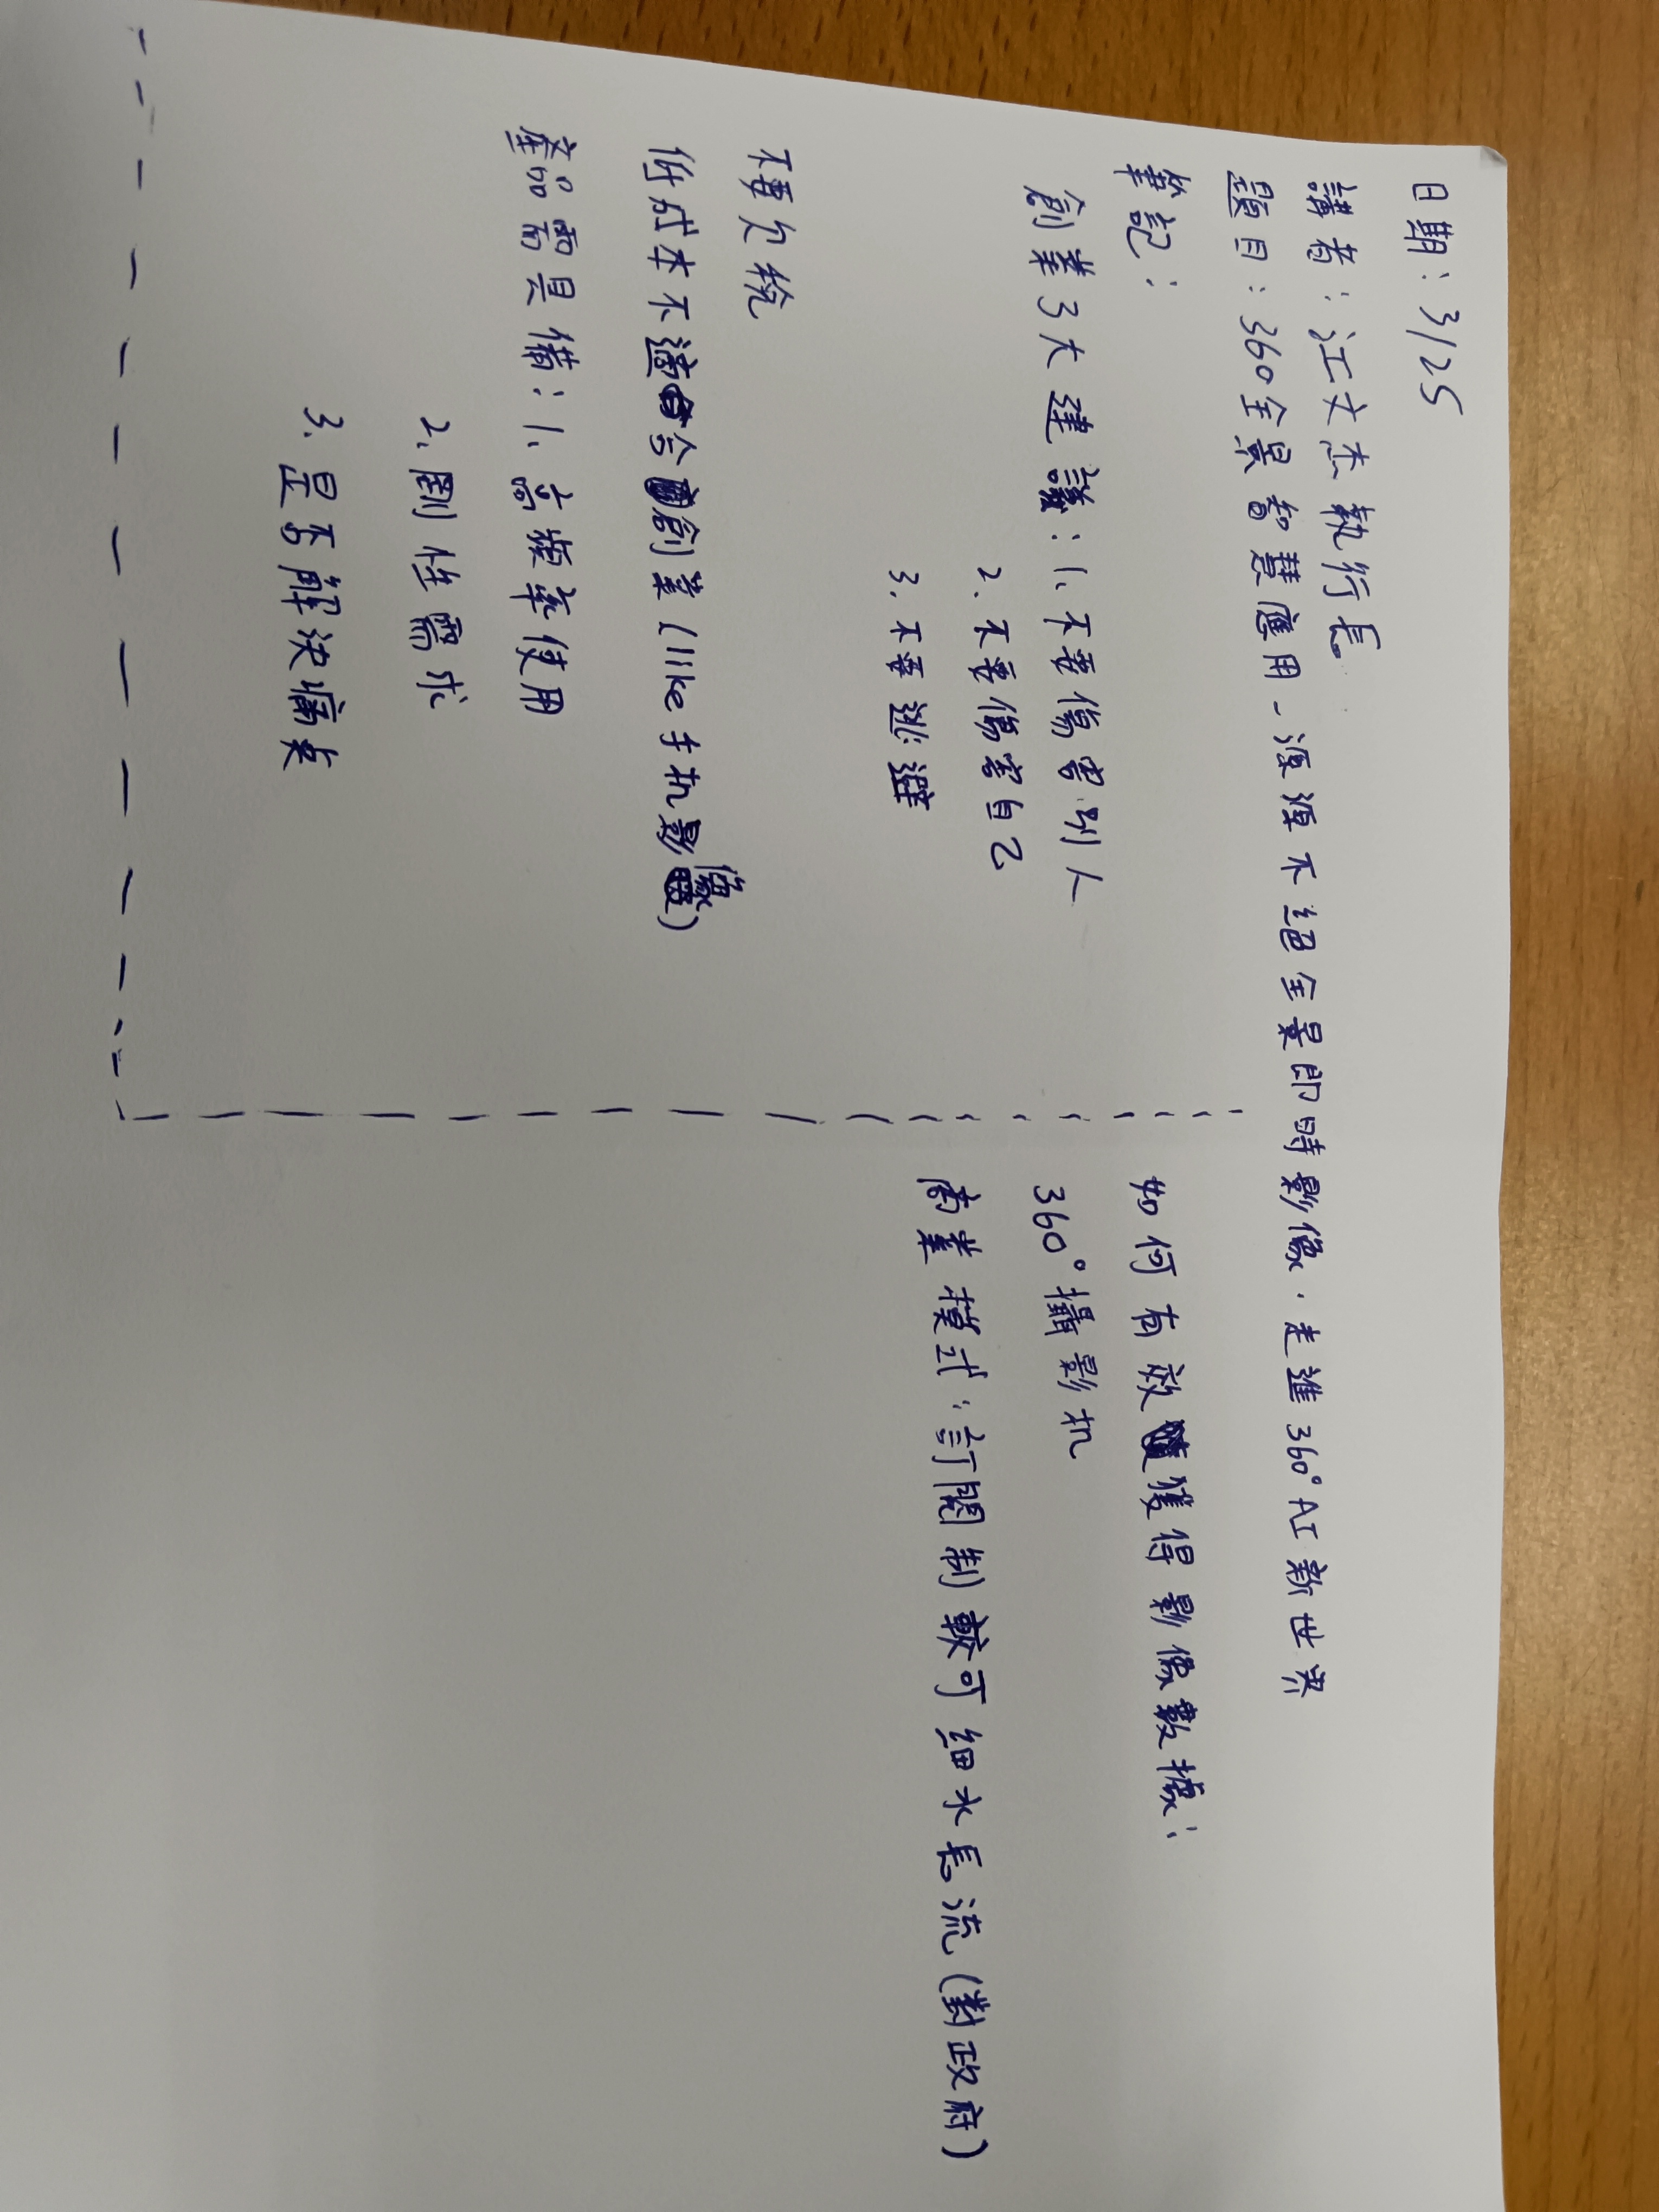 日期：3/25
講者：江文杰執行長
題目：360全景智慧應用-源源不絕全景即時影像．走進360°AI新世界
筆記：
創業3大建議：1、不要傷害別人
2、不要傷害自己
3、不要逃避
不要欠稅
低成本不適合創業(like手机影像)
產品需具備：1、高頻率使用
2、剛性需求
3、是否解決痛点
如何有效獲得影像數據：
360°攝影机
商業模式：訂閱制較可細水長流(對政府)